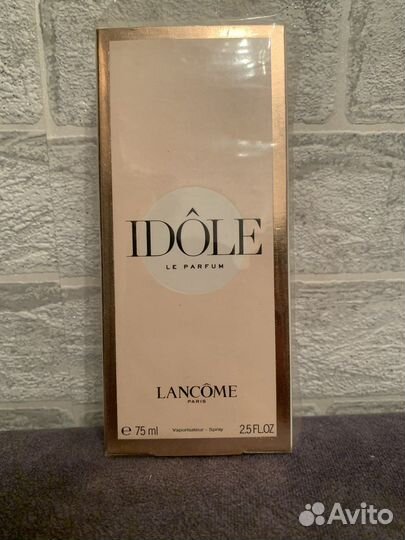 IDÔLE
LE PARFUM
LANCÔME
PARIS
℮ 75 ml Vaporisateur - Spray 2.5 FL.OZ
Avito